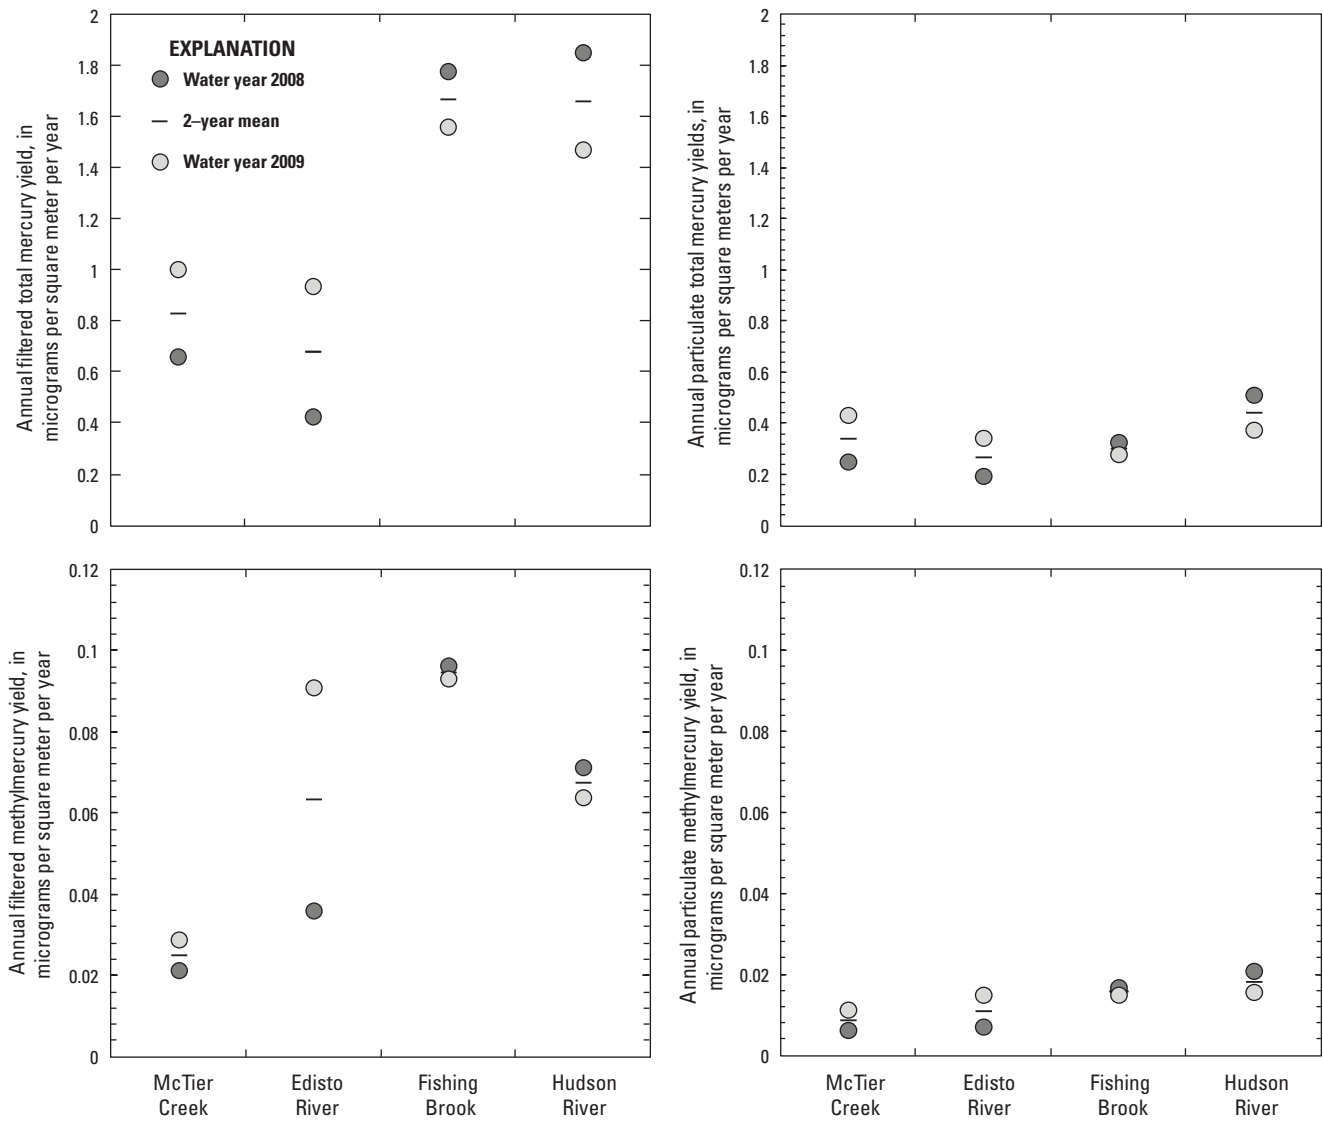 Annual filtered total mercury yield, in
micrograms per square meter per year
2
1.8
1.6
1.4
1.2
1
0.8
0.6
0.4
0.2
0
EXPLANATION
Water year 2008
2–year mean
Water year 2009
Annual particulate total mercury yields, in
micrograms per square meters per year
2
1.8
1.6
1.4
1.2
1
0.8
0.6
0.4
0.2
0
Annual filtered methylmercury yield, in
micrograms per square meter per year
0.12
0.1
0.08
0.06
0.04
0.02
0
McTier
Creek
Edisto
River
Fishing
Brook
Hudson
River
Annual particulate methylmercury yield, in
micrograms per square meter per year
0.12
0.1
0.08
0.06
0.04
0.02
0
McTier
Creek
Edisto
River
Fishing
Brook
Hudson
River